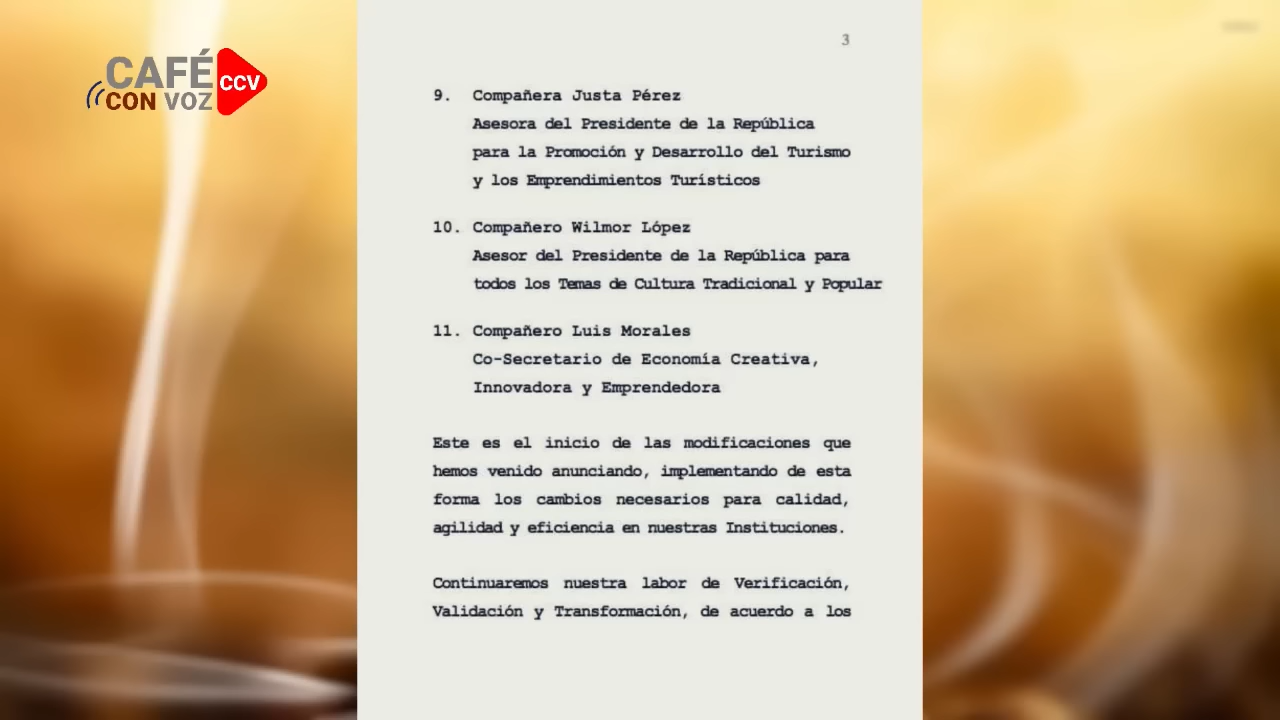 CAFÉ
CON VOZ
CCV
3
9. Compañera Justa Pérez
Asesora del Presidente de la República
para la Promoción y Desarrollo del Turismo
y los Emprendimientos Turísticos
10. Compañero Wilmor López
Asesor del Presidente de la República para
todos los Temas de Cultura Tradicional y Popular
11. Compañero Luis Morales
Co-Secretario de Economía Creativa,
Innovadora y Emprendedora
Este es el inicio de las modificaciones que
hemos venido anunciando, implementando de esta
forma los cambios necesarios para calidad,
agilidad y eficiencia en nuestras Instituciones.
Continuaremos nuestra labor de Verificación,
Validación y Transformación, de acuerdo a los